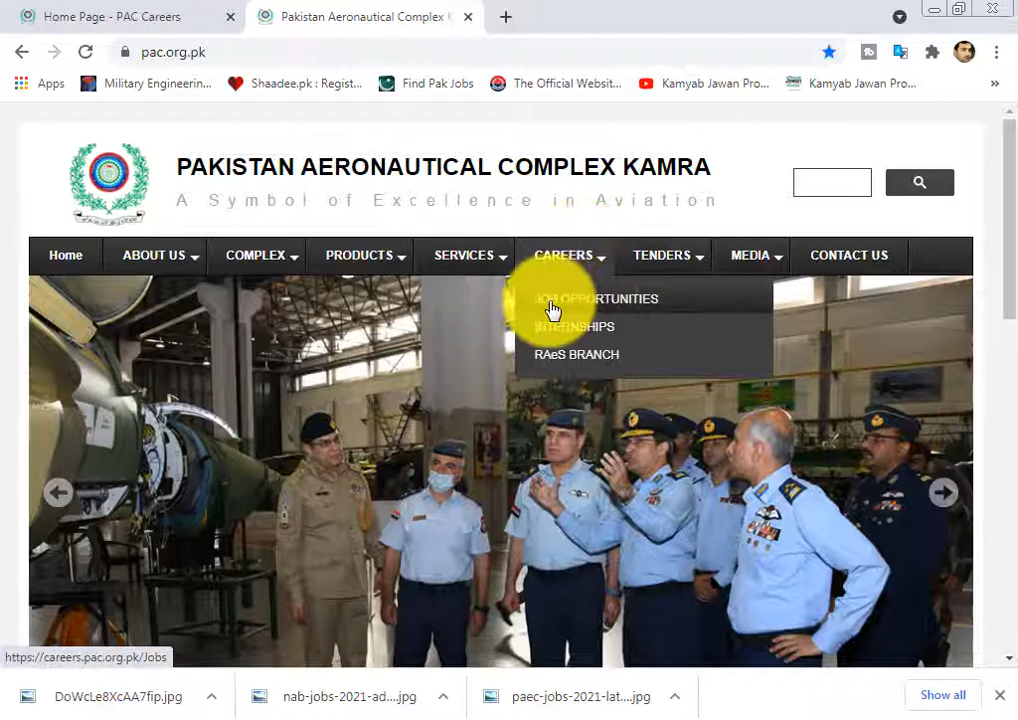 Home Page - PAC Careers
Pakistan Aeronautical Complex K
pac.org.pk
Apps
Military Engineerin...
Shaadee.pk : Regist...
Find Pak Jobs
The Official Websit...
Kamyab Jawan Pro...
Kamyab Jawan Pro...
PAKISTAN AERONAUTICAL COMPLEX KAMRA
A Symbol of Excellence in Aviation
Home
ABOUT US
COMPLEX
PRODUCTS
SERVICES
CAREERS
TENDERS
MEDIA
CONTACT US
JOB OPPORTUNITIES
INTERNSHIPS
RAeS BRANCH
https://careers.pac.org.pk/Jobs
DoWcLe8XcAA7fip.jpg
nab-jobs-2021-ad....jpg
paec-jobs-2021-lat....jpg
Show all